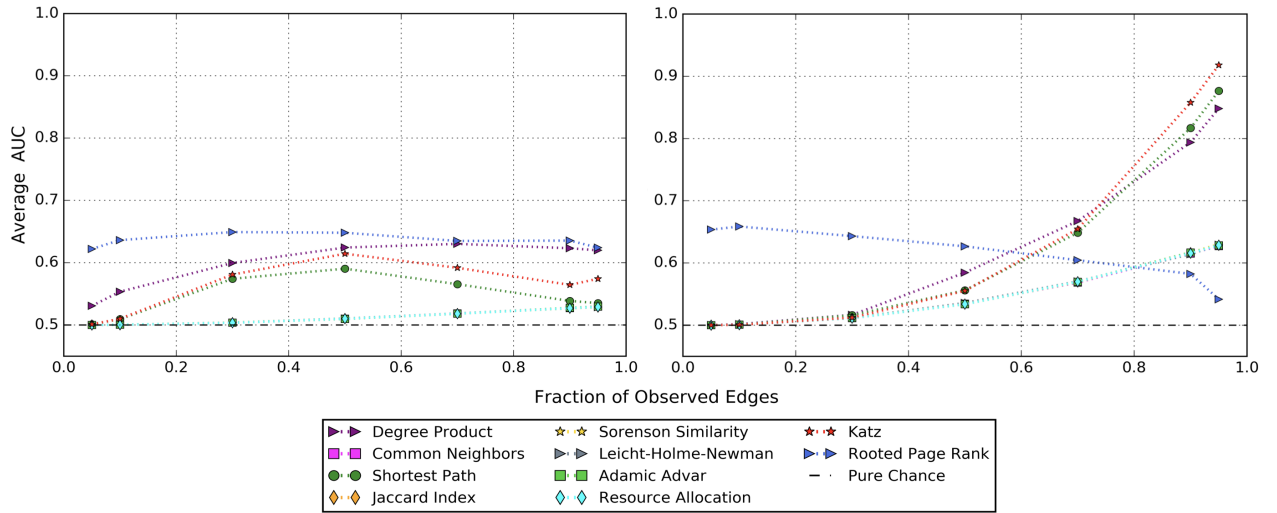 1.0
0.9
0.8
0.7
0.6
0.5
Average AUC
0.0 0.2 0.4 0.6 0.8 1.0
1.0
0.9
0.8
0.7
0.6
0.5
0.0 0.2 0.4 0.6 0.8 1.0
Fraction of Observed Edges
Degree Product
Common Neighbors
Shortest Path
Jaccard Index
Sorenson Similarity
Leicht-Holme-Newman
Adamic Advar
Resource Allocation
Katz
Rooted Page Rank
Pure Chance